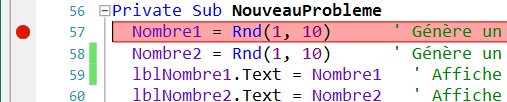 56 Private Sub NouveauProbleme
57 Nombre1 = Rnd(1, 10) ' Génère un
58 Nombre2 = Rnd(1, 10) ' Génère un
59 lblNombre1.Text = Nombre1 ' Affiche
60 lblNombre2.Text = Nombre2 ' Affiche